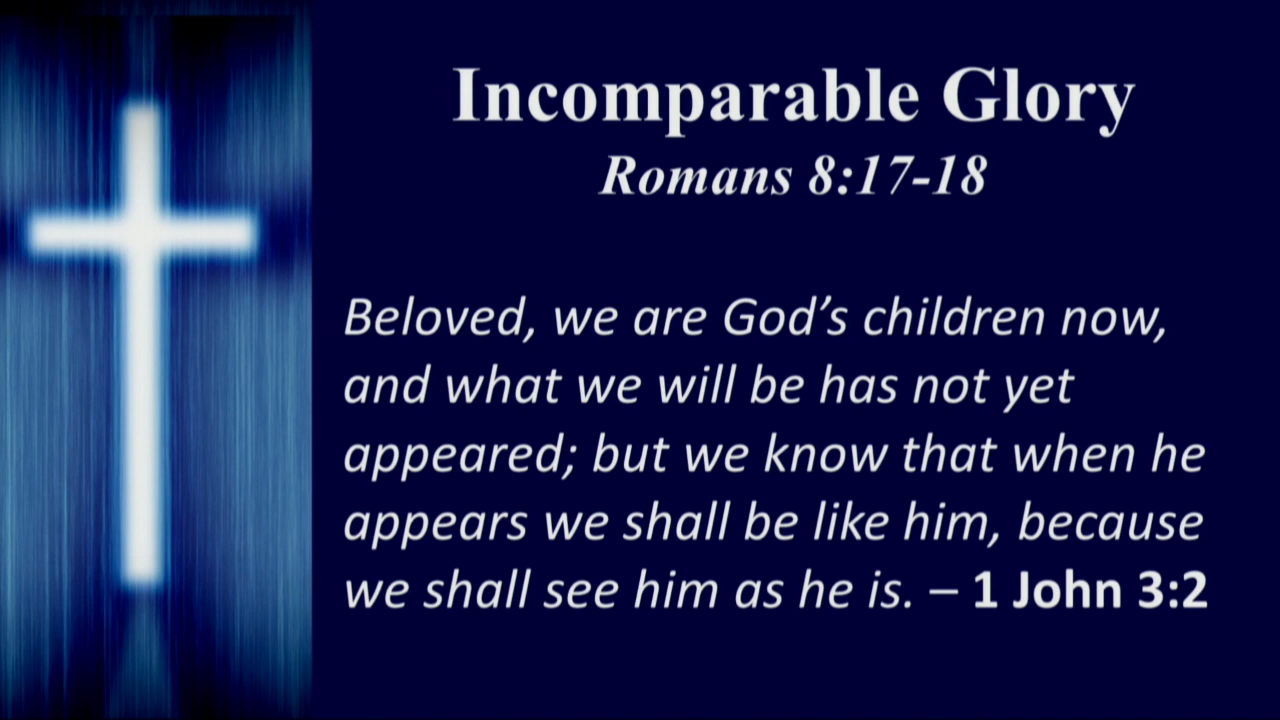 Incomparable Glory
Romans 8:17-18
Beloved, we are God’s children now,
and what we will be has not yet
appeared; but we know that when he
appears we shall be like him, because
we shall see him as he is. – 1 John 3:2